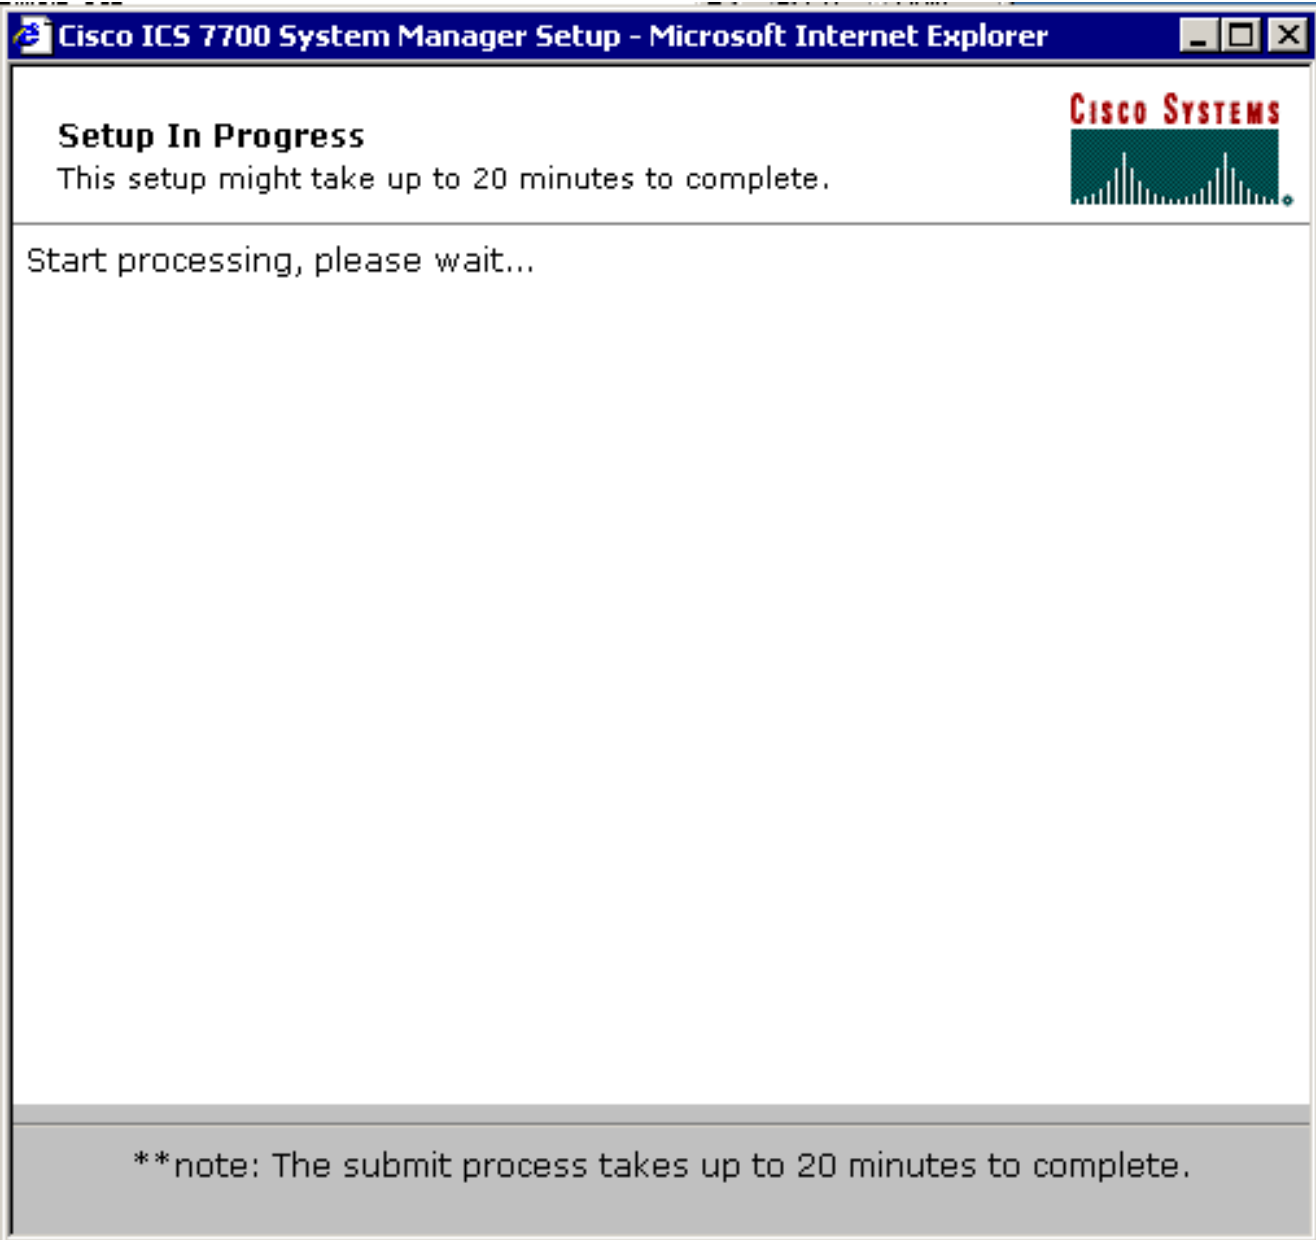 Cisco ICS 7700 System Manager Setup - Microsoft Internet Explorer
CISCO SYSTEMS
Setup In Progress
This setup might take up to 20 minutes to complete.
Start processing, please wait...
**note: The submit process takes up to 20 minutes to complete.